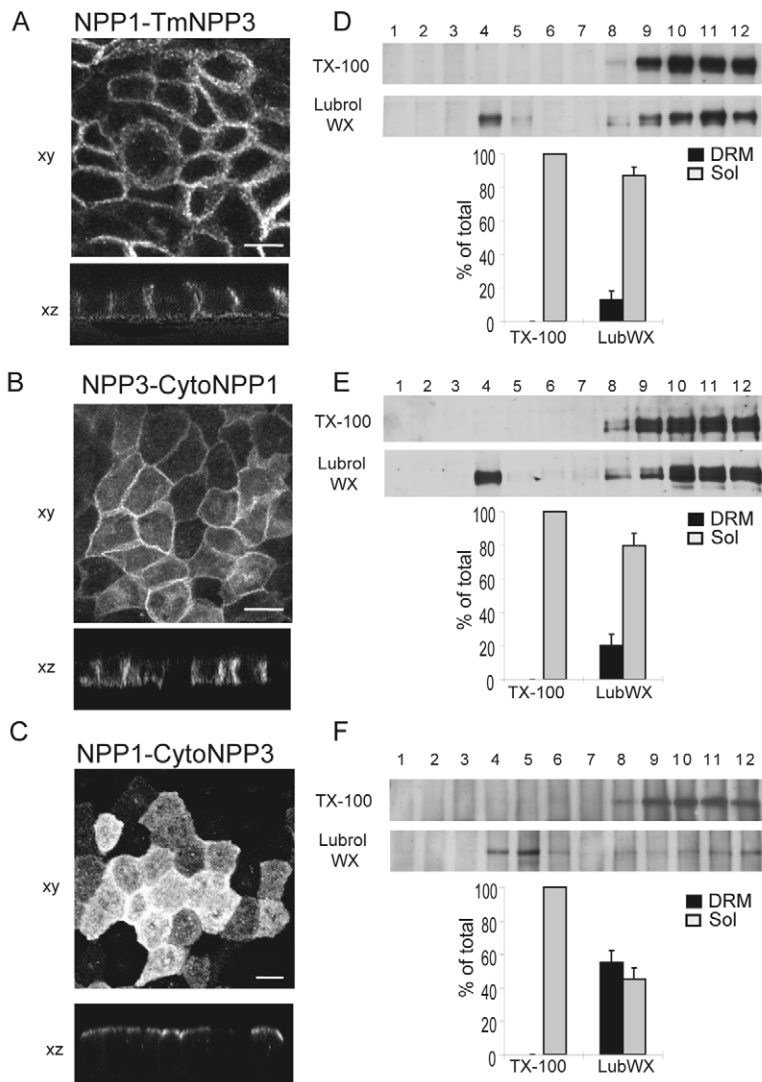 A
NPP1-TmNPP3
xy
xz
D
1 2 3 4 5 6 7 8 9 10 11 12
TX-100
Lubrol
WX
DRM
Sol
% of total
100
80
60
40
20
0
TX-100 LubWX
B
NPP3-CytoNPP1
xy
xz
E
1 2 3 4 5 6 7 8 9 10 11 12
TX-100
Lubrol
WX
DRM
Sol
% of total
100
80
60
40
20
0
TX-100 LubWX
C
NPP1-CytoNPP3
xy
xz
F
1 2 3 4 5 6 7 8 9 10 11 12
TX-100
Lubrol
WX
DRM
Sol
% of total
100
80
60
40
20
0
TX-100 LubWX